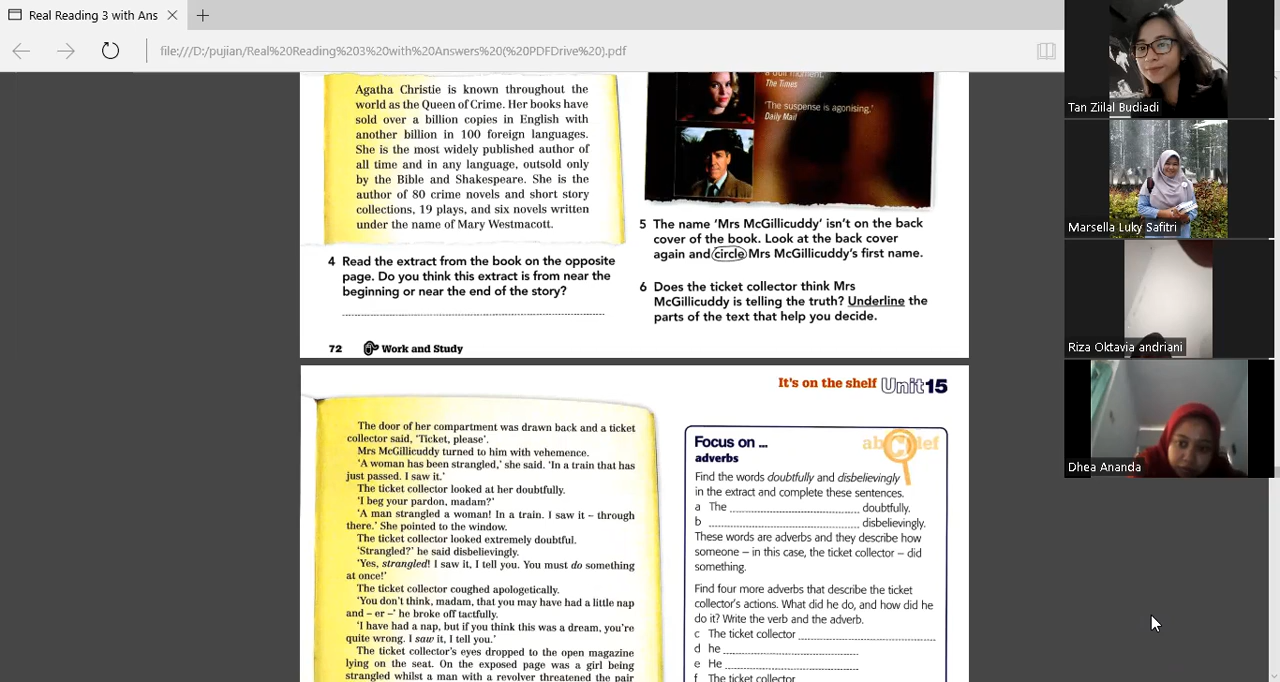 Real Reading 3 with Ans
file:///D:/pujian/Real%20Reading%203%20with%20Answers%20(%20PDFDrive%20).pdf
Agatha Christie is known throughout the
world as the Queen of Crime. Her books have
sold over a billion copies in English with
another billion in 100 foreign languages.
She is the most widely published author of
all time and in any language, outsold only
by the Bible and Shakespeare. She is the
author of 80 crime novels and short story
collections, 19 plays, and six novels written
under the name of Mary Westmacott.
4 Read the extract from the book on the opposite
page. Do you think this extract is from near the
beginning or near the end of the story?
a dull moment.
The Times
'The suspense is agonising.'
Daily Mail
5 The name 'Mrs McGillicuddy' isn't on the back
cover of the book. Look at the back cover
again and circle Mrs McGillicuddy's first name.
6 Does the ticket collector think Mrs
McGillicuddy is telling the truth? Underline the
parts of the text that help you decide.
72 Work and Study
It's on the shelf Unit 15
The door of her compartment was drawn back and a ticket
collector said, 'Ticket, please'.
Mrs McGillicuddy turned to him with vehemence.
'A woman has been strangled,' she said. 'In a train that has
just passed. I saw it.'
The ticket collector looked at her doubtfully.
'I beg your pardon, madam?'
'A man strangled a woman! In a train. I saw it – through
there.' She pointed to the window.
The ticket collector looked extremely doubtful.
'Strangled?' he said disbelievingly.
'Yes, strangled! I saw it, I tell you. You must do something
at once!'
The ticket collector coughed apologetically.
'You don't think, madam, that you may have had a little nap
and – er –' he broke off tactfully.
'I have had a nap, but if you think this was a dream, you're
quite wrong. I saw it, I tell you.'
The ticket collector's eyes dropped to the open magazine
lying on the seat. On the exposed page was a girl being
strangled whilst a man with a revolver threatened the pair
Focus on ...
adverbs
Find the words doubtfully and disbelievingly
in the extract and complete these sentences.
a The doubtfully.
b disbelievingly.
These words are adverbs and they describe how
someone – in this case, the ticket collector – did
something.
Find four more adverbs that describe the ticket
collector's actions. What did he do, and how did he
do it? Write the verb and the adverb.
c The ticket collector
d he
e He
f The ticket collector
Tan Ziilal Budiadi
Marsella Luky Safitri
Riza Oktavia andriani
Dhea Ananda